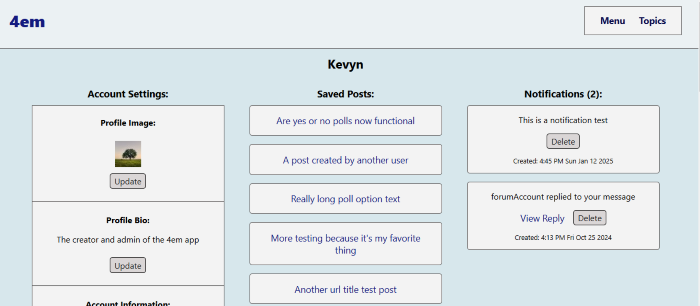 4em
Menu Topics
Kevyn
Account Settings:
Profile Image:
Update
Profile Bio:
The creator and admin of the 4em app
Update
Account Information:
Saved Posts:
Are yes or no polls now functional
A post created by another user
Really long poll option text
More testing because it's my favorite
thing
Another url title test post
Notifications (2):
This is a notification test
Delete
Created: 4:45 PM Sun Jan 12 2025
forumAccount replied to your message
View Reply Delete
Created: 4:13 PM Fri Oct 25 2024